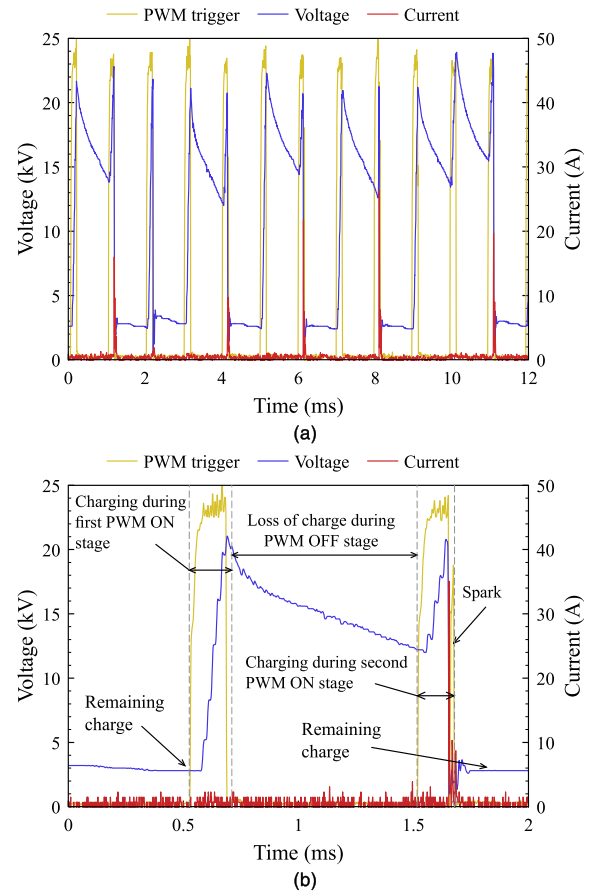 PWM trigger Voltage Current
25 50
20 40
15 30
10 20
5 10
0 0
0 2 4 6 8 10 12
Voltage (kV)
Current (A)
Time (ms)
(a)
PWM trigger Voltage Current
25 50
20 40
15 30
10 20
5 10
0 0
0 0.5 1 1.5 2
Voltage (kV)
Current (A)
Charging during
first PWM ON
stage
Loss of charge during
PWM OFF stage
Spark
Charging during second
PWM ON stage
Remaining
charge
Remaining
charge
Time (ms)
(b)